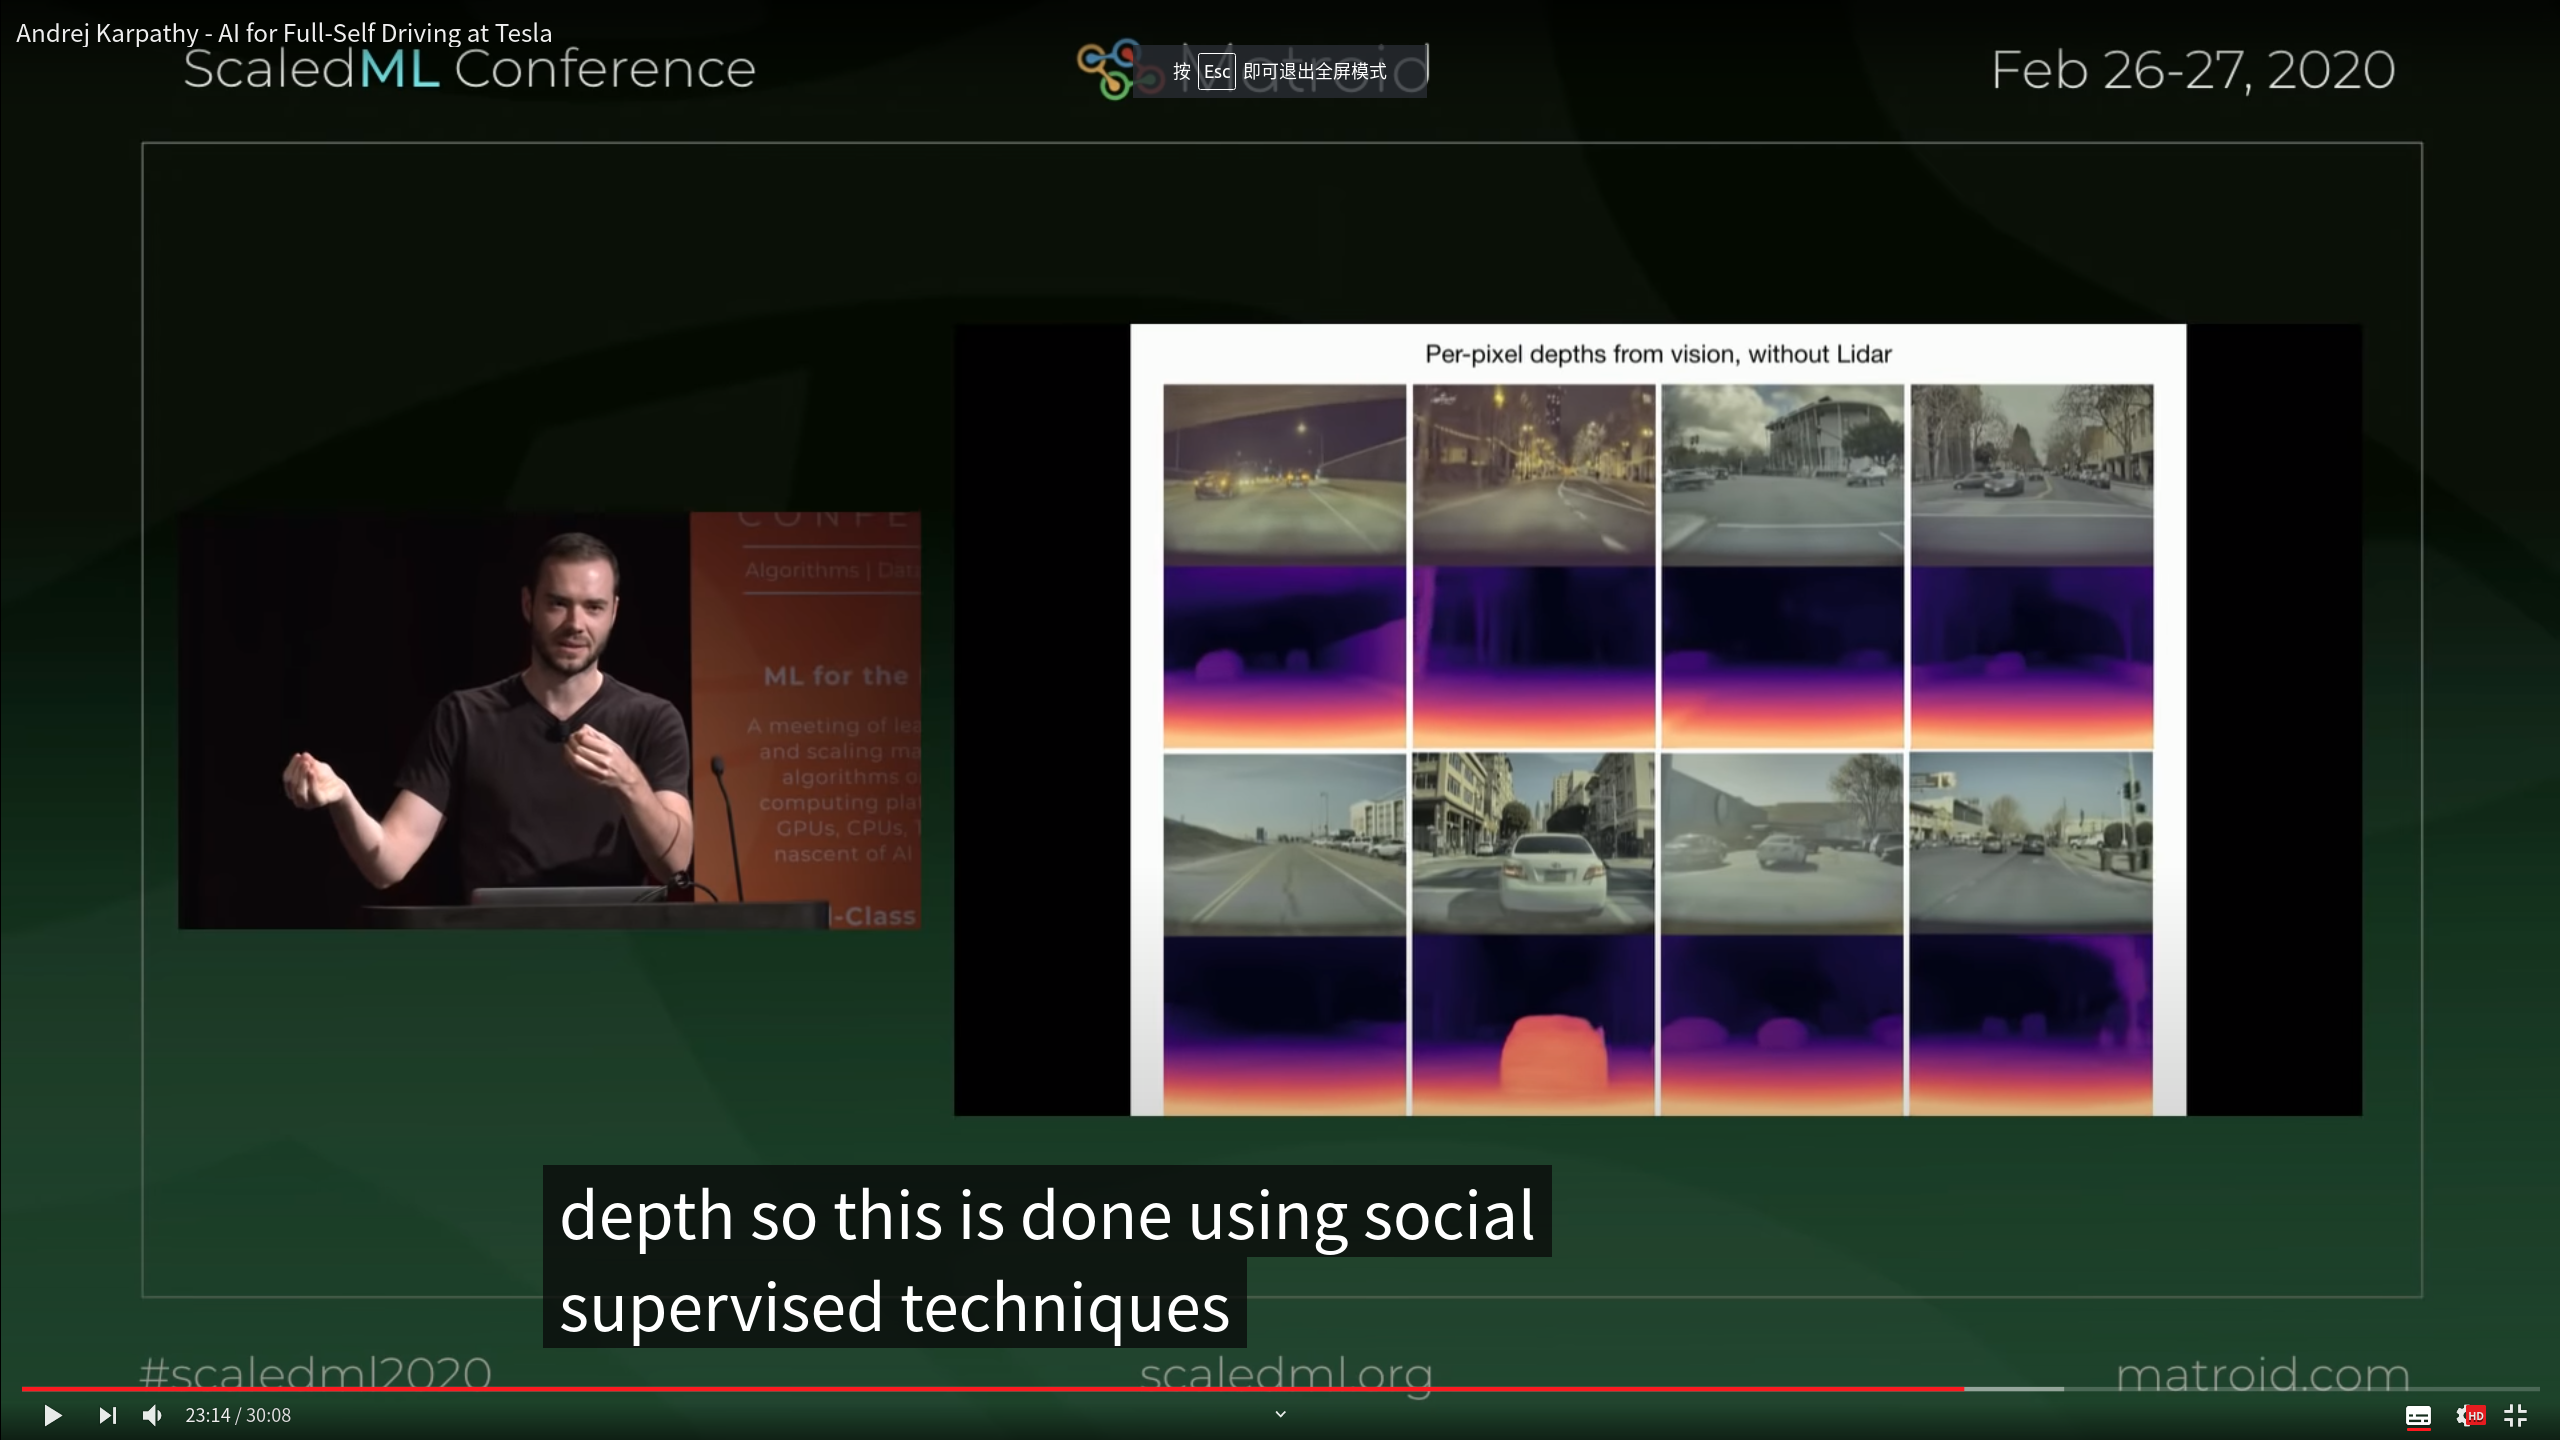 Andrej Karpathy - AI for Full-Self Driving at Tesla
ScaledML Conference
Matroid
按 Esc 即可退出全屏模式
Feb 26-27, 2020
Per-pixel depths from vision, without Lidar
CONFE
Algorithms | Data
ML for the
A meeting of lea
and scaling ma
algorithms o
computing pla
GPUs, CPUs, T
nascent of AI
-Class
depth so this is done using social
supervised techniques
#scaledml2020
scaledml.org
matroid.com
23:14 / 30:08
HD